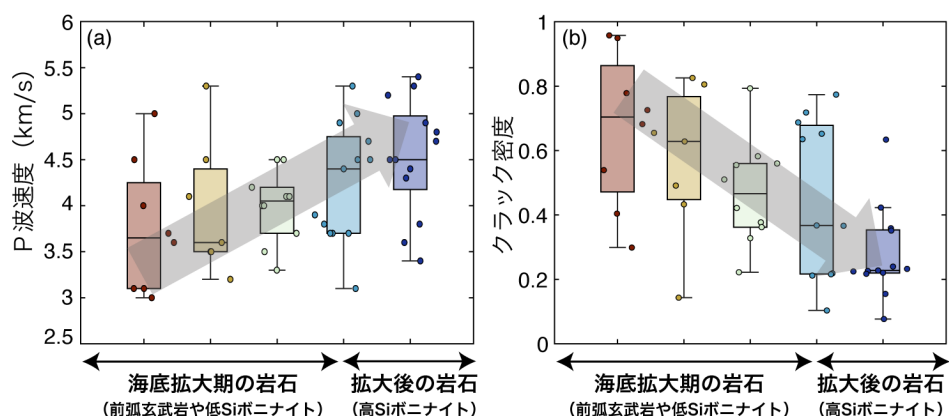 (a)
P波速度（km/s）
6
5.5
5
4.5
4
3.5
3
2.5
海底拡大期の岩石
（前弧玄武岩や低Siボニナイト）
拡大後の岩石
（高Siボニナイト）
(b)
クラック密度
1
0.8
0.6
0.4
0.2
0
海底拡大期の岩石
（前弧玄武岩や低Siボニナイト）
拡大後の岩石
（高Siボニナイト）